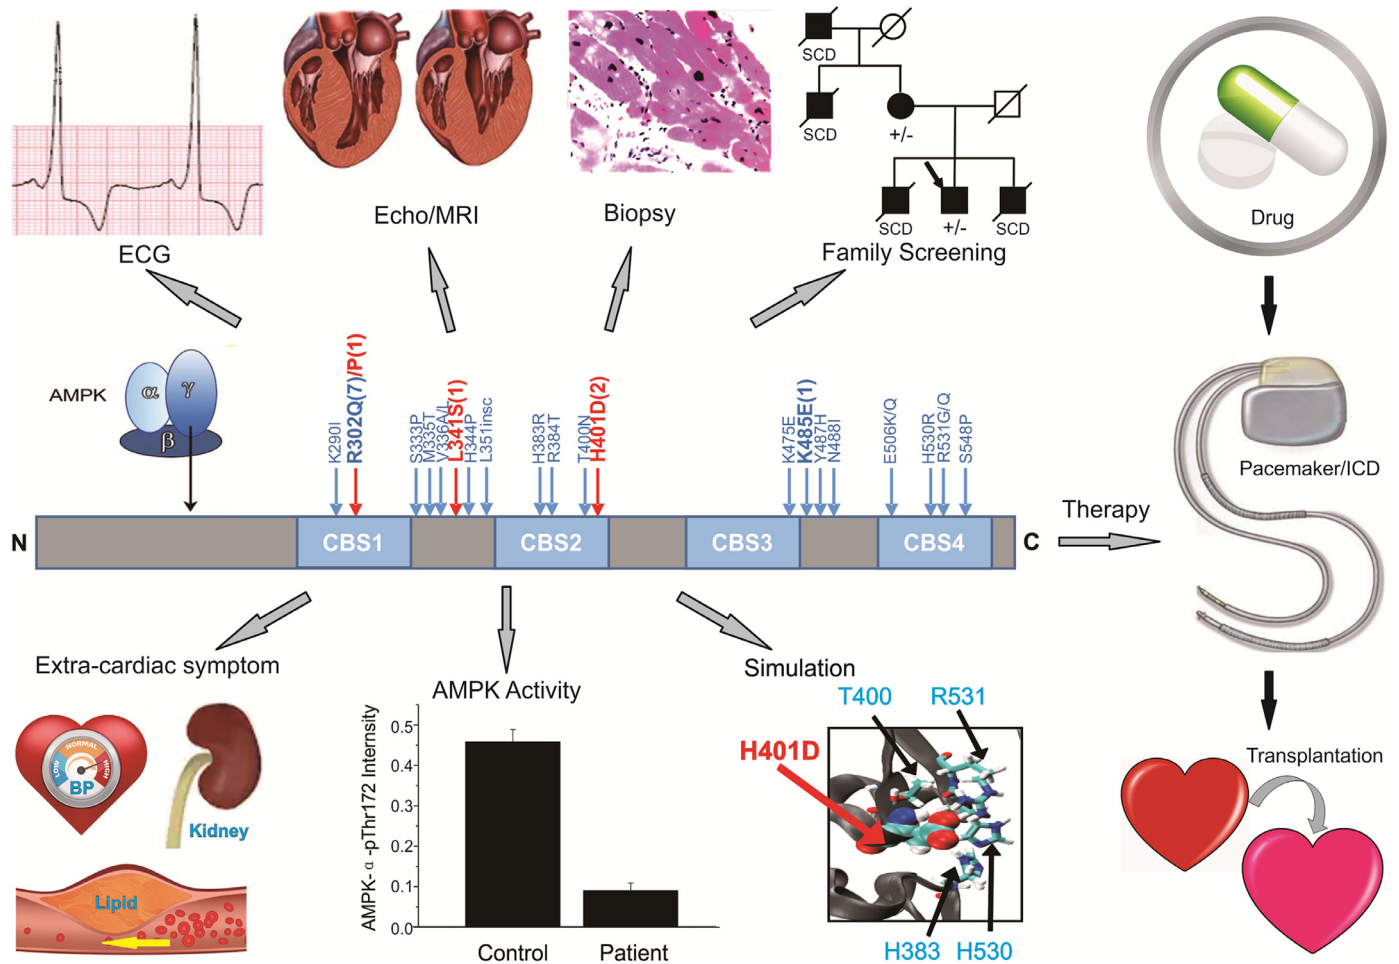 SCD
SCD
+/-
SCD
+/-
SCD
ECG
Echo/MRI
Biopsy
Family Screening
Drug
AMPK
α
γ
β
K290I
R302Q(7)/P(1)
S333P
M335T
V336A/L
L341S(1)
H344P
L351insc
H383R
R384T
T400N
H401D(2)
K475E
K485E(1)
Y487H
N488I
E506K/Q
H530R
R531G/Q
S548P
N
CBS1
CBS2
CBS3
CBS4
C
Therapy
Pacemaker/ICD
Extra-cardiac symptom
LOW
NORMAL
HIGH
BP
Kidney
Lipid
AMPK Activity
AMPK-α-pThr172 Internsity
0.5
0.4
0.3
0.2
0.1
0.0
Control
Patient
Simulation
T400
R531
H401D
H383
H530
Transplantation